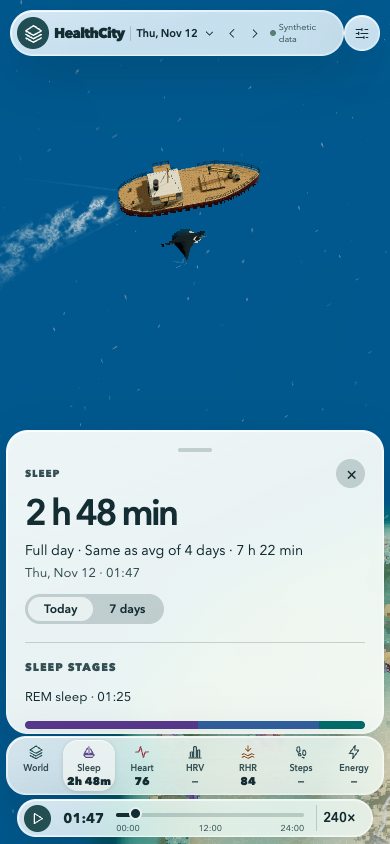 HealthCity Thu, Nov 12 Synthetic data
SLEEP
2 h 48 min
Full day · Same as avg of 4 days · 7 h 22 min
Thu, Nov 12 · 01:47
Today 7 days
SLEEP STAGES
REM sleep · 01:25
World Sleep Heart HRV RHR Steps Energy
2h 48m 76 – 84 – –
01:47 240×
00:00 12:00 24:00